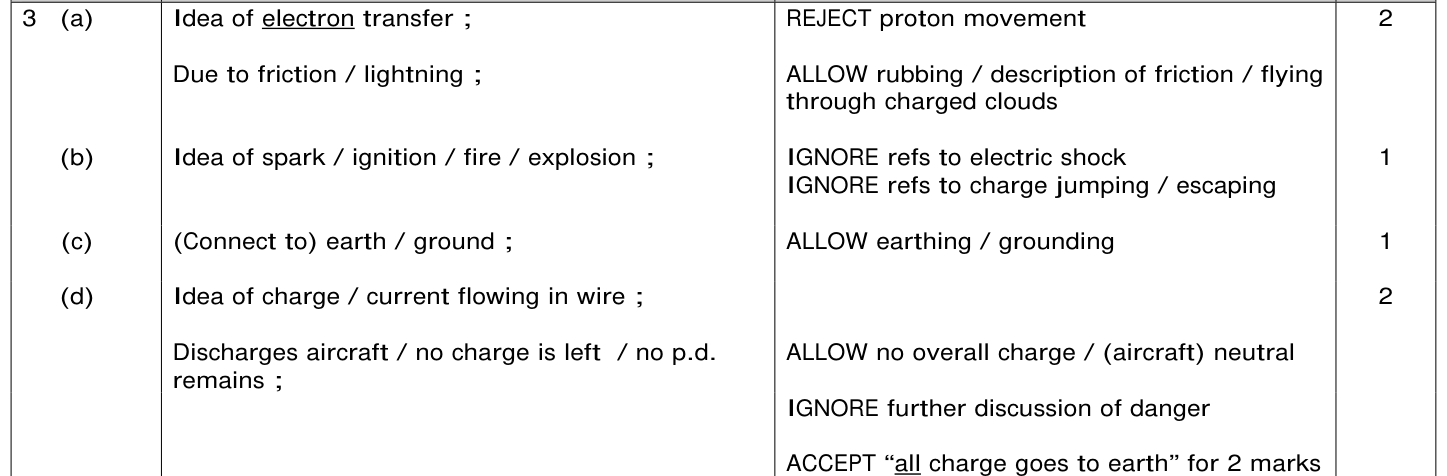 3 (a) Idea of electron transfer ; REJECT proton movement 2
Due to friction / lightning ; ALLOW rubbing / description of friction / flying
through charged clouds
(b) Idea of spark / ignition / fire / explosion ; IGNORE refs to electric shock 1
IGNORE refs to charge jumping / escaping
(c) (Connect to) earth / ground ; ALLOW earthing / grounding 1
(d) Idea of charge / current flowing in wire ; 2
Discharges aircraft / no charge is left / no p.d. ALLOW no overall charge / (aircraft) neutral
remains ;
IGNORE further discussion of danger
ACCEPT “all charge goes to earth” for 2 marks